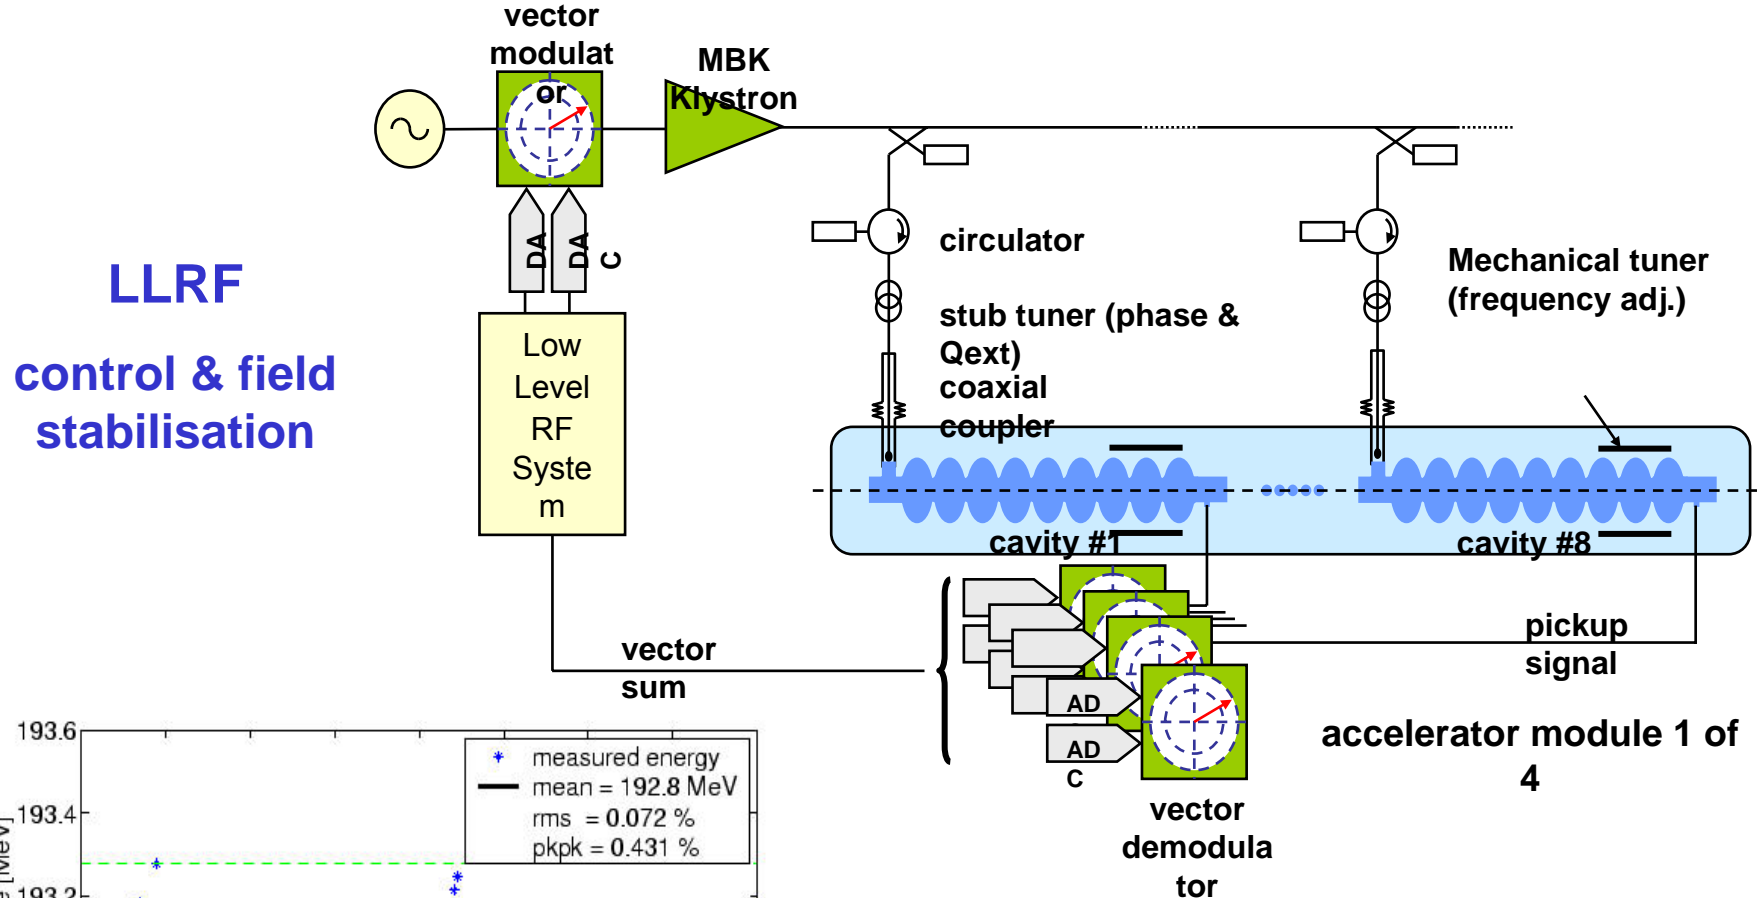 vector
modulat
or
MBK
Klystron
DA
DA
C
circulator
Mechanical tuner
(frequency adj.)
LLRF
control & field
stabilisation
stub tuner (phase &
Qext)
coaxial
coupler
Low
Level
RF
Syste
m
cavity #1
cavity #8
vector
sum
pickup
signal
AD
AD
C
accelerator module 1 of
4
vector
demodula
tor
193.6
193.4
193.2
[MeV]
measured energy
mean = 192.8 MeV
rms = 0.072 %
pkpk = 0.431 %